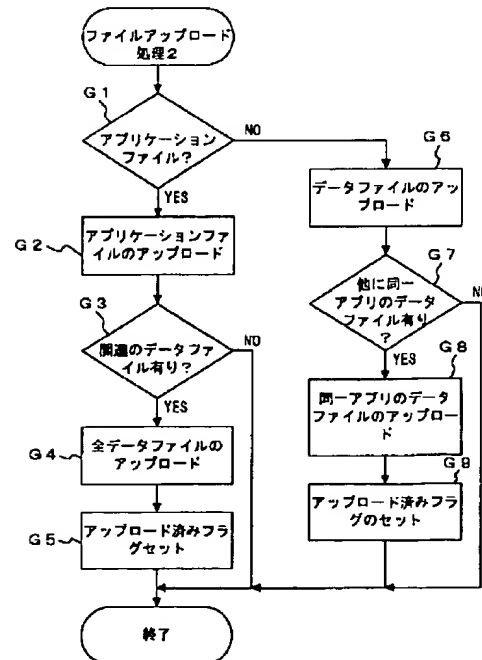 ファイルアップロード
処理2
G1
アプリケーション
ファイル?
NO
YES
G2
アプリケーションファ
イルのアップロード
G3
関連のデータファ
イル有り?
NO
YES
G4
全データファイルの
アップロード
G5
アップロード済みフラ
グセット
G6
データファイルのアッ
プロード
G7
他に同一
アプリのデータ
ファイル有り
?
NO
YES
G8
同一アプリのデータ
ファイルのアップロー
ド
G9
アップロード済みフラ
グのセット
終了